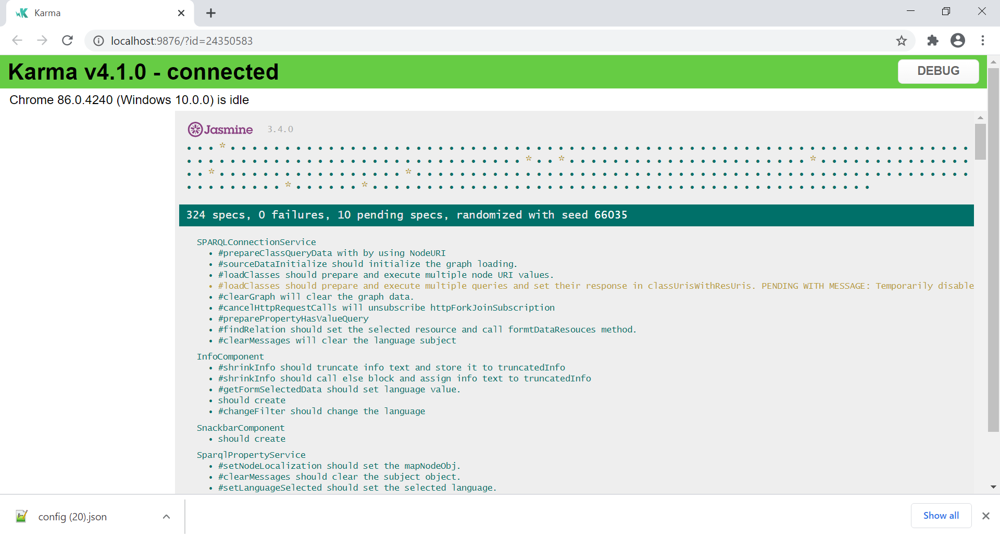 Karma
localhost:9876/?id=24350583
Karma v4.1.0 - connected
DEBUG
Chrome 86.0.4240 (Windows 10.0.0) is idle
Jasmine 3.4.0
324 specs, 0 failures, 10 pending specs, randomized with seed 66035
SPARQLConnectionService
• #prepareClassQueryData with by using NodeURI
• #sourceDataInitialize should initialize the graph loading.
• #loadClasses should prepare and execute multiple node URI values.
• #loadClasses should prepare and execute multiple queries and set their response in classUrisWithResUris. PENDING WITH MESSAGE: Temporarily disable
• #clearGraph will clear the graph data.
• #cancelHttpRequestCalls will unsubscribe httpForkJoinSubscription
• #preparePropertyHasValueQuery
• #findRelation should set the selected resource and call formtDataResouces method.
• #clearMessages will clear the language subject
InfoComponent
• #shrinkInfo should truncate info text and store it to truncatedInfo
• #shrinkInfo should call else block and assign info text to truncatedInfo
• #getFormSelectedData should set language value.
• should create
• #changeFilter should change the language
SnackbarComponent
• should create
SparqlPropertyService
• #setNodeLocalization should set the mapNodeObj.
• #clearMessages should clear the subject object.
• #setLanguageSelected should set the selected language.
config (20).json
Show all